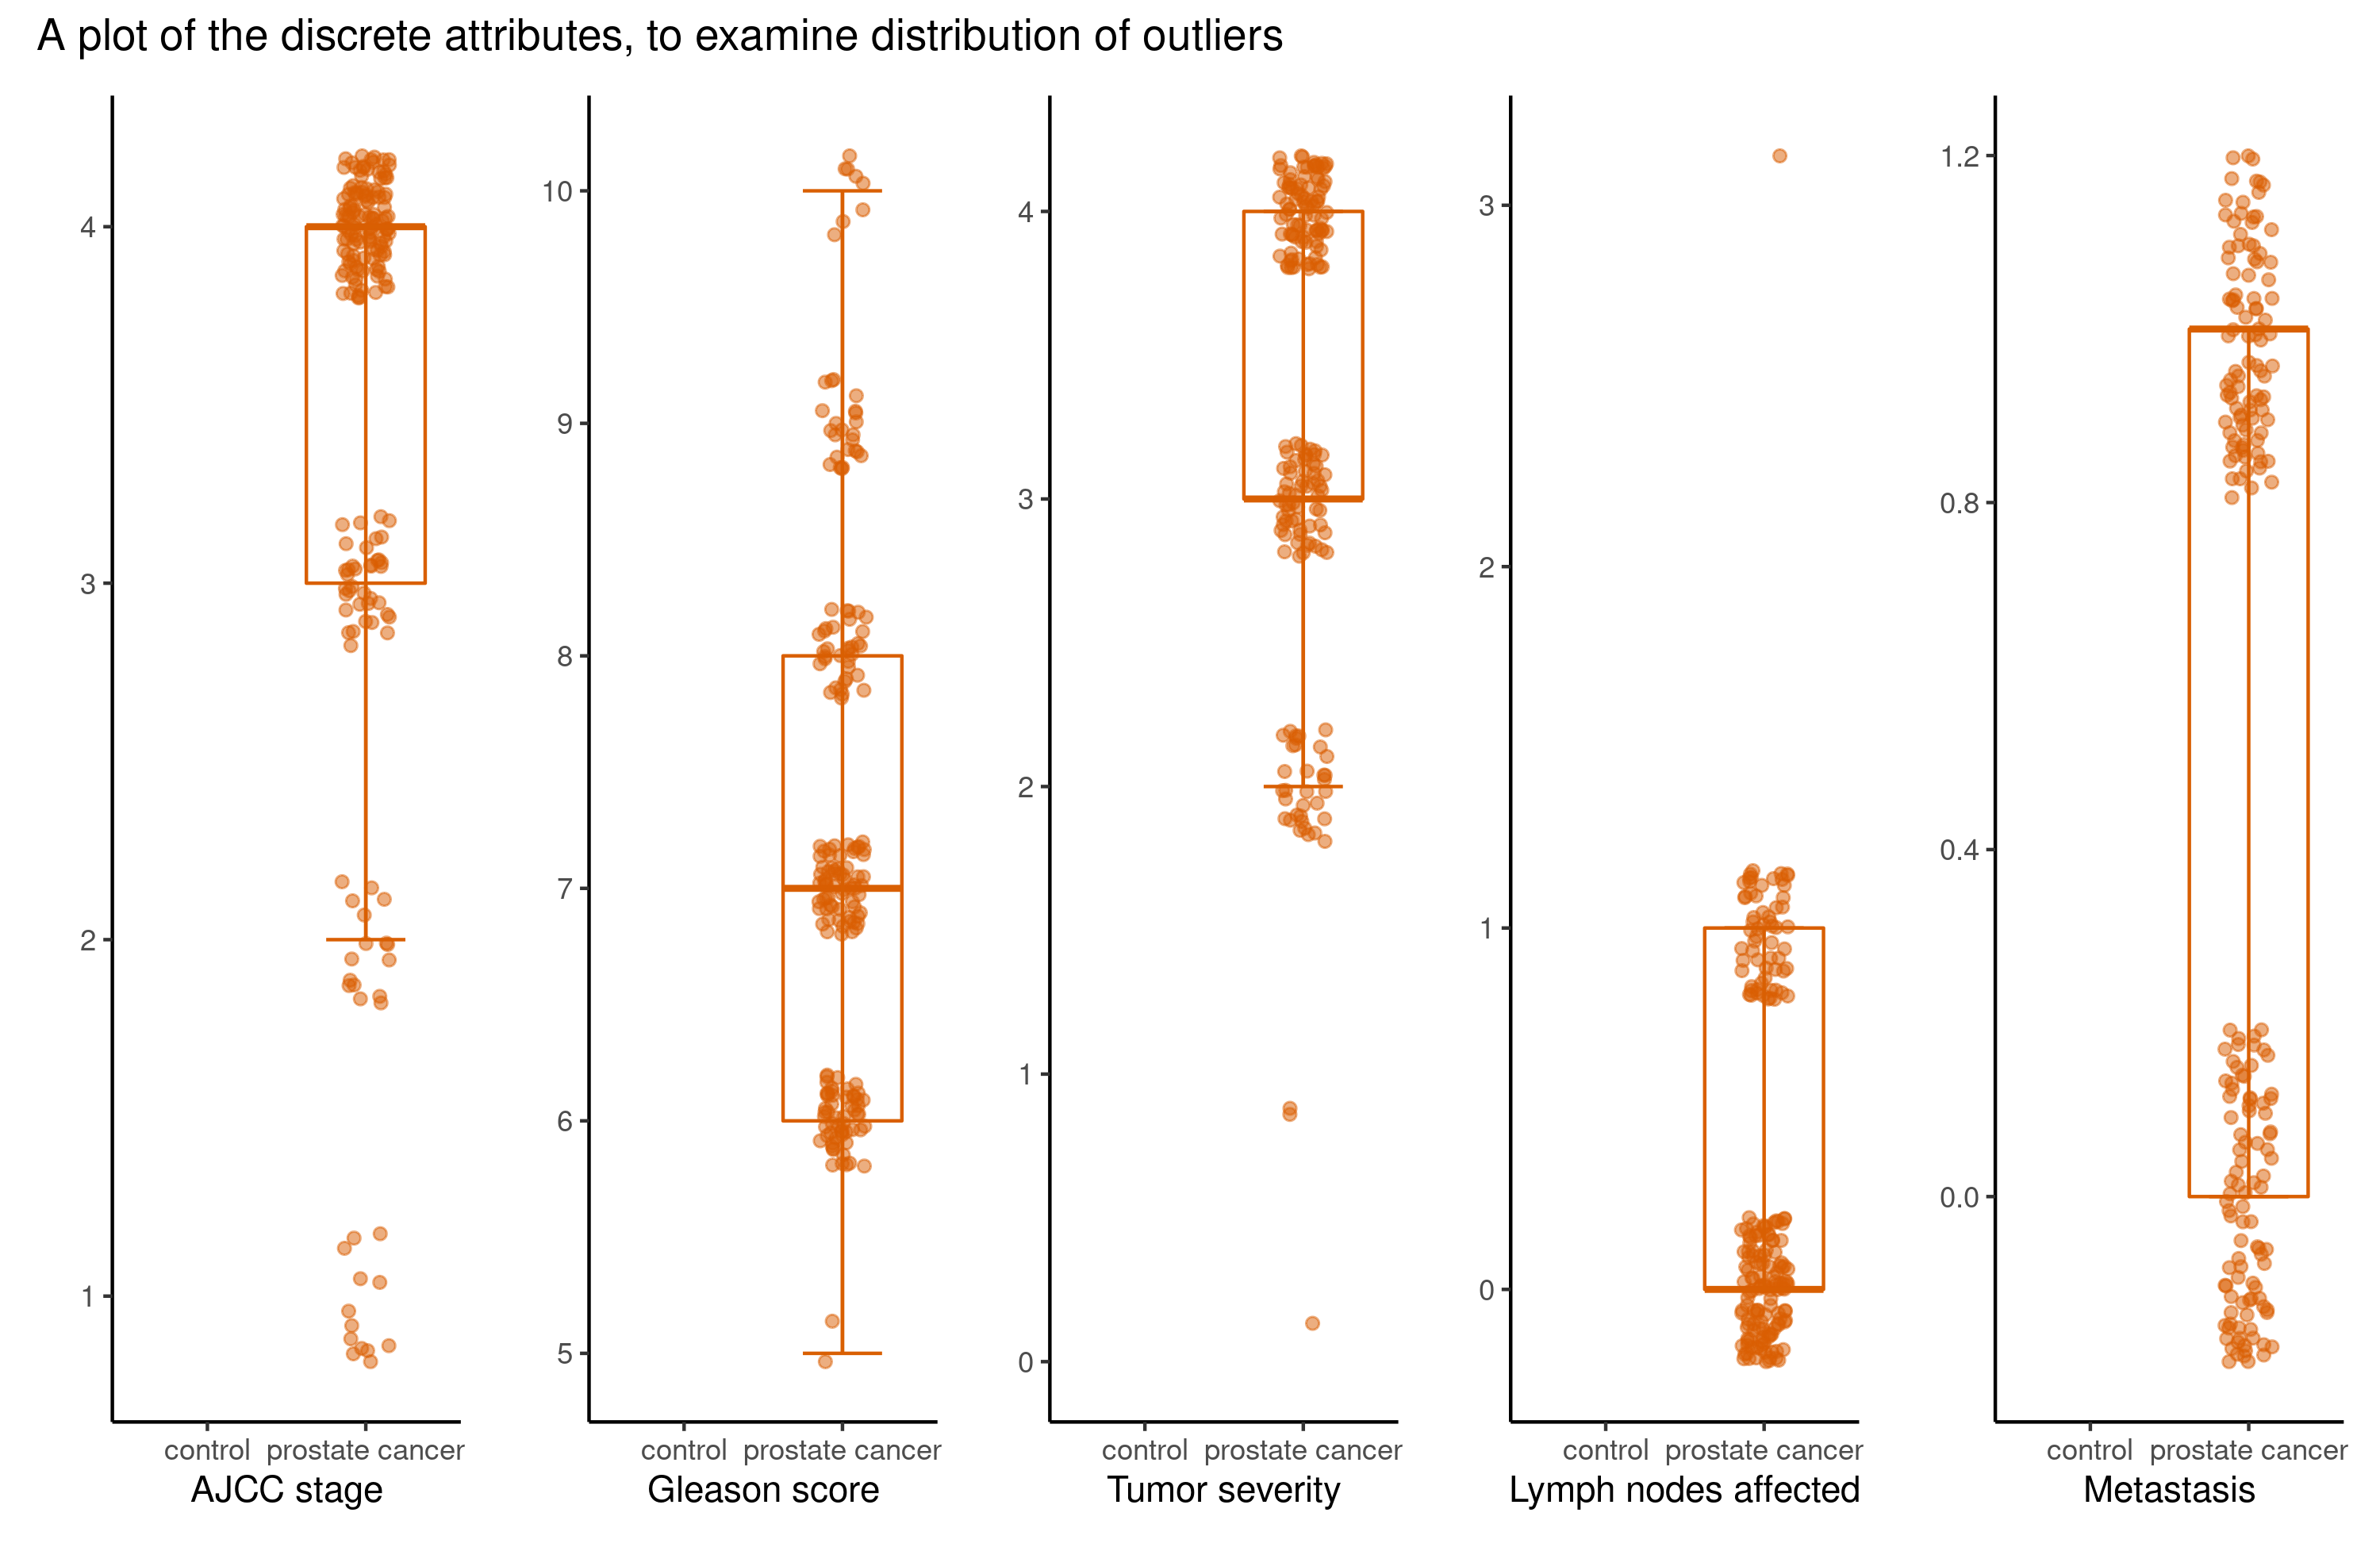 A plot of the discrete attributes, to examine distribution of outliers
4
3
2
1
control prostate cancer
AJCC stage
10
9
8
7
6
5
control prostate cancer
Gleason score
4
3
2
1
0
control prostate cancer
Tumor severity
3
2
1
0
control prostate cancer
Lymph nodes affected
1.2
0.8
0.4
0.0
control prostate cancer
Metastasis